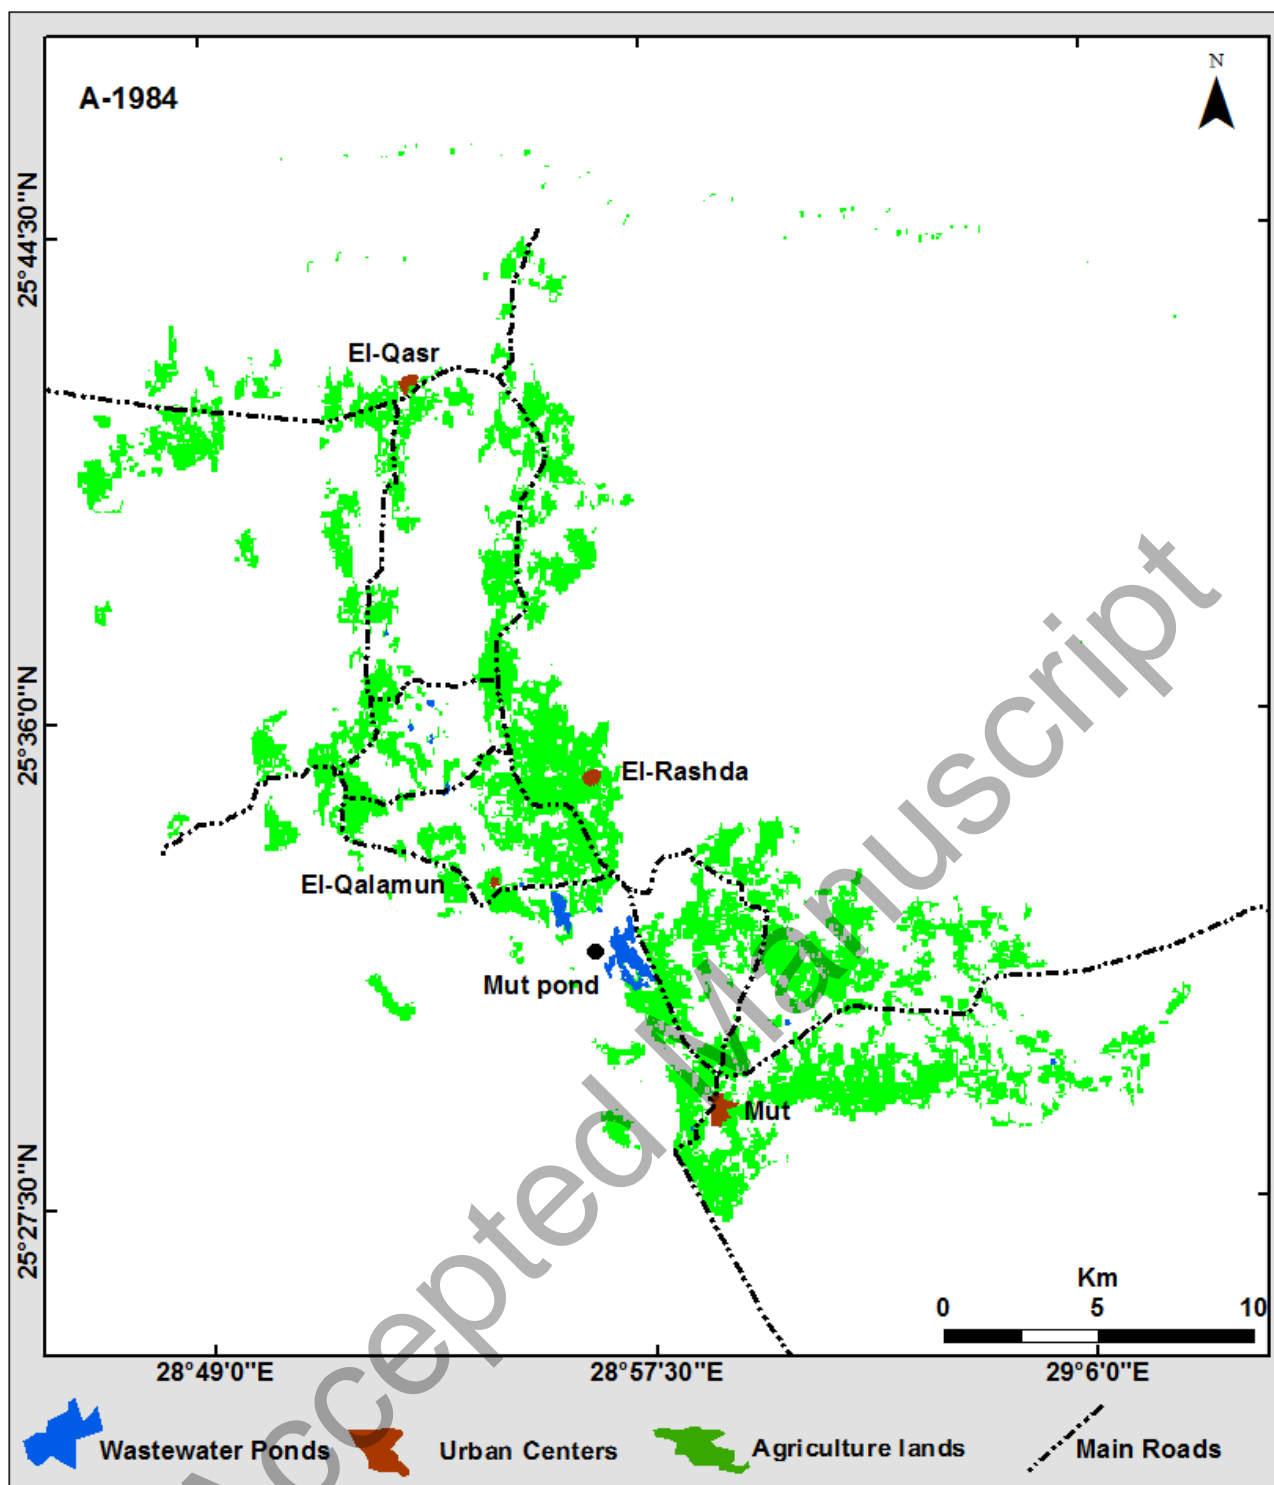 A-1984
N
25°44'30"N
El-Qasr
25°36'0"N
El-Rashda
El-Qalamun
Mut pond
Mut
25°27'30"N
Km
0 5 10
28°49'0"E 28°57'30"E 29°6'0"E
Wastewater Ponds Urban Centers Agriculture lands Main Roads
Accepted Manuscript